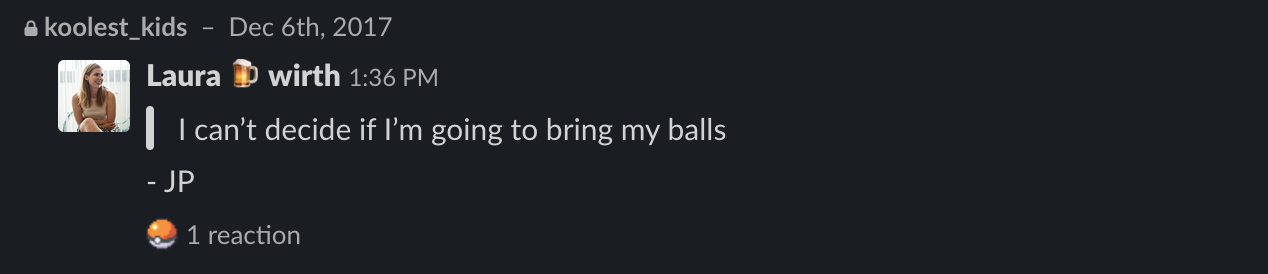 koolest_kids – Dec 6th, 2017
Laura 🍺 wirth 1:36 PM
I can’t decide if I’m going to bring my balls
- JP
1 reaction